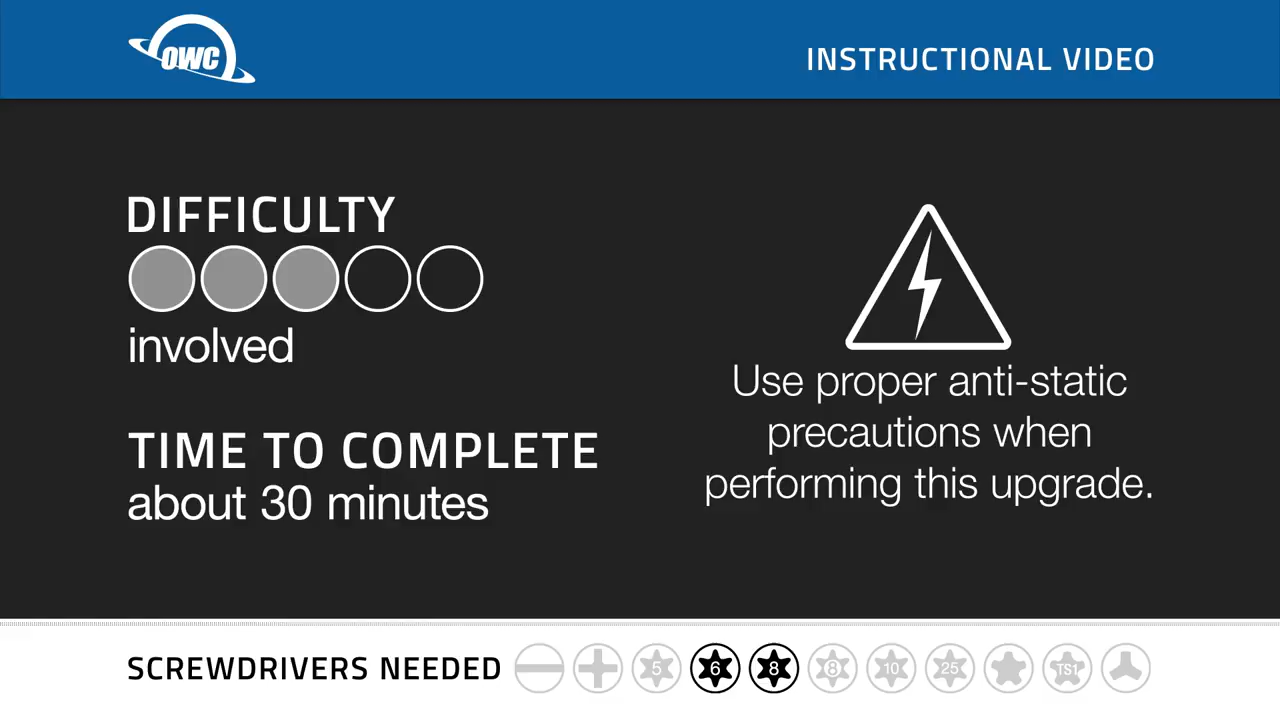 OWC
INSTRUCTIONAL VIDEO
DIFFICULTY
involved
TIME TO COMPLETE
about 30 minutes
Use proper anti-static
precautions when
performing this upgrade.
SCREWDRIVERS NEEDED 5 6 8 8 10 25 TS1